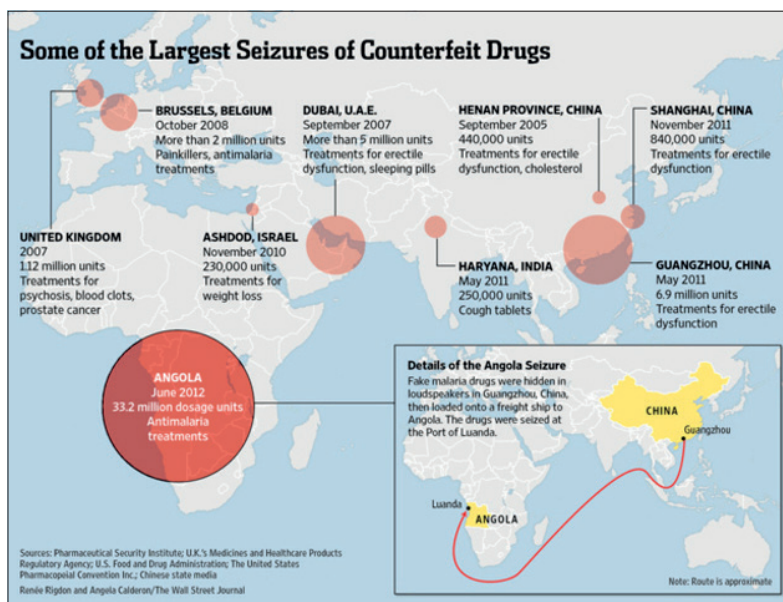 Some of the Largest Seizures of Counterfeit Drugs
BRUSSELS, BELGIUM
October 2008
More than 2 million units
Painkillers, antimalaria
treatments
DUBAI, U.A.E.
September 2007
More than 5 million units
Treatments for erectile
dysfunction, sleeping pills
HENAN PROVINCE, CHINA
September 2005
440,000 units
Treatments for erectile
dysfunction, cholesterol
SHANGHAI, CHINA
November 2011
840,000 units
Treatments for erectile
dysfunction
UNITED KINGDOM
2007
1.12 million units
Treatments for
psychosis, blood clots,
prostate cancer
ASHDOD, ISRAEL
November 2010
230,000 units
Treatments for
weight loss
HARYANA, INDIA
May 2011
250,000 units
Cough tablets
GUANGZHOU, CHINA
May 2011
6.9 million units
Treatments for erectile
dysfunction
ANGOLA
June 2012
33.2 million dosage units
Antimalaria
treatments
Details of the Angola Seizure
Fake malaria drugs were hidden in
loudspeakers in Guangzhou, China,
then loaded onto a freight ship to
Angola. The drugs were seized at
the Port of Luanda.
CHINA
Guangzhou
Luanda
ANGOLA
Note: Route is approximate
Sources: Pharmaceutical Security Institute; U.K.'s Medicines and Healthcare Products
Regulatory Agency; U.S. Food and Drug Administration; The United States
Pharmacopeial Convention Inc.; Chinese state media
Renée Rigdon and Angela Calderon/The Wall Street Journal